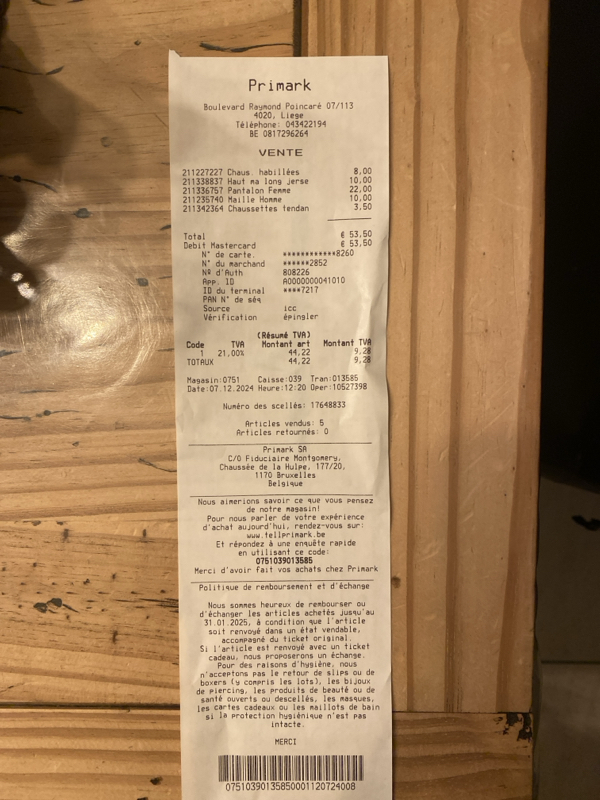 Primark
Boulevard Raymond Poincaré 07/113
4020, Liege
Téléphone: 043422194
BE 0817296264
VENTE
211227227 Chaus. habillées 8,00
211338837 Haut ma long jerse 10,00
211336757 Pantalon Femme 22,00
211235740 Maille Homme 10,00
211342364 Chaussettes tendan 3,50
Total € 53,50
Debit Mastercard € 53,50
N° de carte. ************8260
N° du marchand ******2852
Nº d'Auth 808226
App. ID A0000000041010
ID du terminal ****7217
PAN N° de séq
Source icc
Vérification épingler
(Résumé TVA)
Code TVA Montant art Montant TVA
1 21,00% 44,22 9,28
TOTAUX 44,22 9,28
Magasin:0751 Caisse:039 Tran:013585
Date:07.12.2024 Heure:12:20 Oper:10527398
Numéro des scellés: 17648833
Articles vendus: 5
Articles retournés: 0
Primark SA
C/O Fiduciaire Montgomery,
Chaussée de la Hulpe, 177/20,
1170 Bruxelles
Belgique
Nous aimerions savoir ce que vous pensez
de notre magasin!
Pour nous parler de votre expérience
d'achat aujourd'hui, rendez-vous sur:
www.tellprimark.be
Et répondez à une enquête rapide
en utilisant ce code:
0751039013585
Merci d'avoir fait vos achats chez Primark
Politique de remboursement et d'échange
Nous sommes heureux de rembourser ou
d'échanger les articles achetés jusqu'au
31.01.2025, à condition que l'article
soit renvoyé dans un état vendable,
accompagné du ticket original.
Si l'article est renvoyé avec un ticket
cadeau, nous proposerons un échange.
Pour des raisons d'hygiène, nous
n'acceptons pas le retour de slips ou de
boxers (y compris les lots), les bijoux
de piercing, les produits de beauté ou de
santé ouverts ou descellés, les masques,
les cartes cadeaux ou les maillots de bain
si la protection hygiénique n'est pas
intacte.
MERCI
07510390135850001120724008